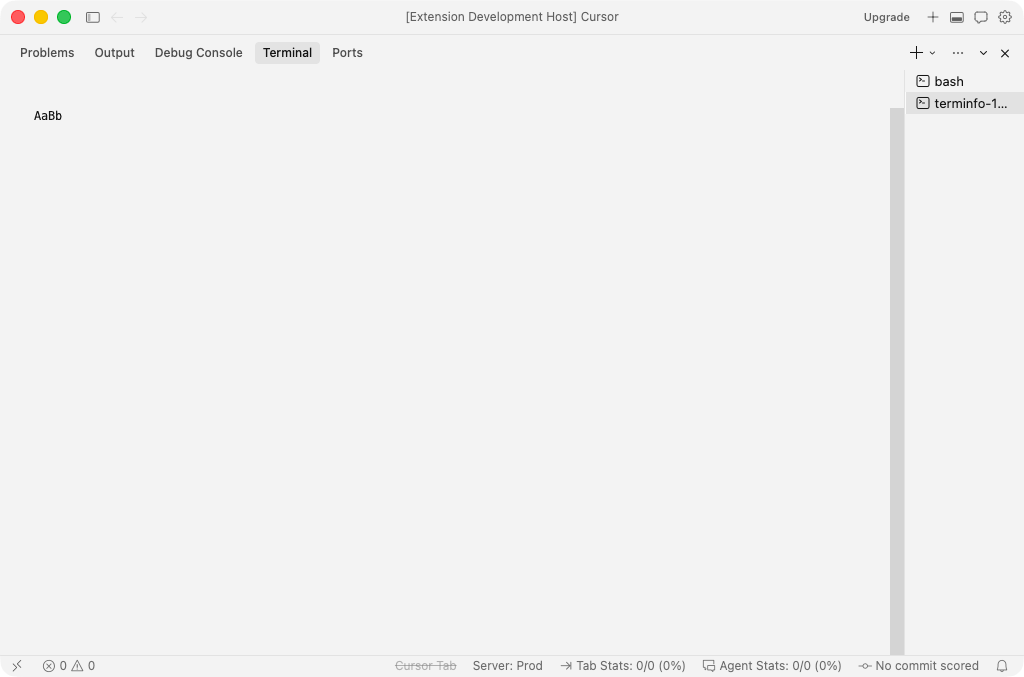 [Extension Development Host] Cursor
Upgrade
Problems Output Debug Console Terminal Ports
bash
terminfo-1...
AaBb
0 0 Cursor Tab Server: Prod Tab Stats: 0/0 (0%) Agent Stats: 0/0 (0%) No commit scored